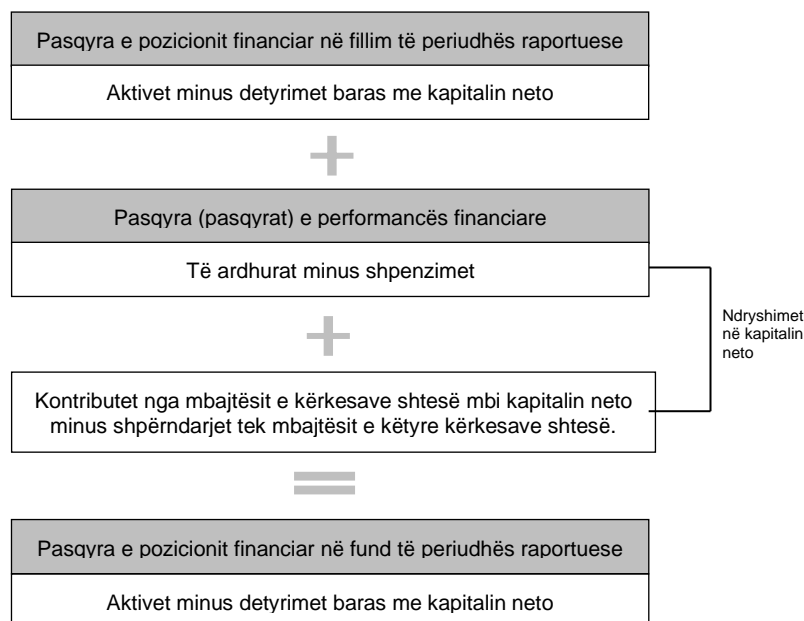 Pasqyra e pozicionit financiar në fillim të periudhës raportuese
Aktivet minus detyrimet baras me kapitalin neto
+
Pasqyra (pasqyrat) e performancës financiare
Të ardhurat minus shpenzimet
Ndryshimet
në kapitalin
neto
+
Kontributet nga mbajtësit e kërkesave shtesë mbi kapitalin neto
minus shpërndarjet tek mbajtësit e këtyre kërkesave shtesë.
=
Pasqyra e pozicionit financiar në fund të periudhës raportuese
Aktivet minus detyrimet baras me kapitalin neto